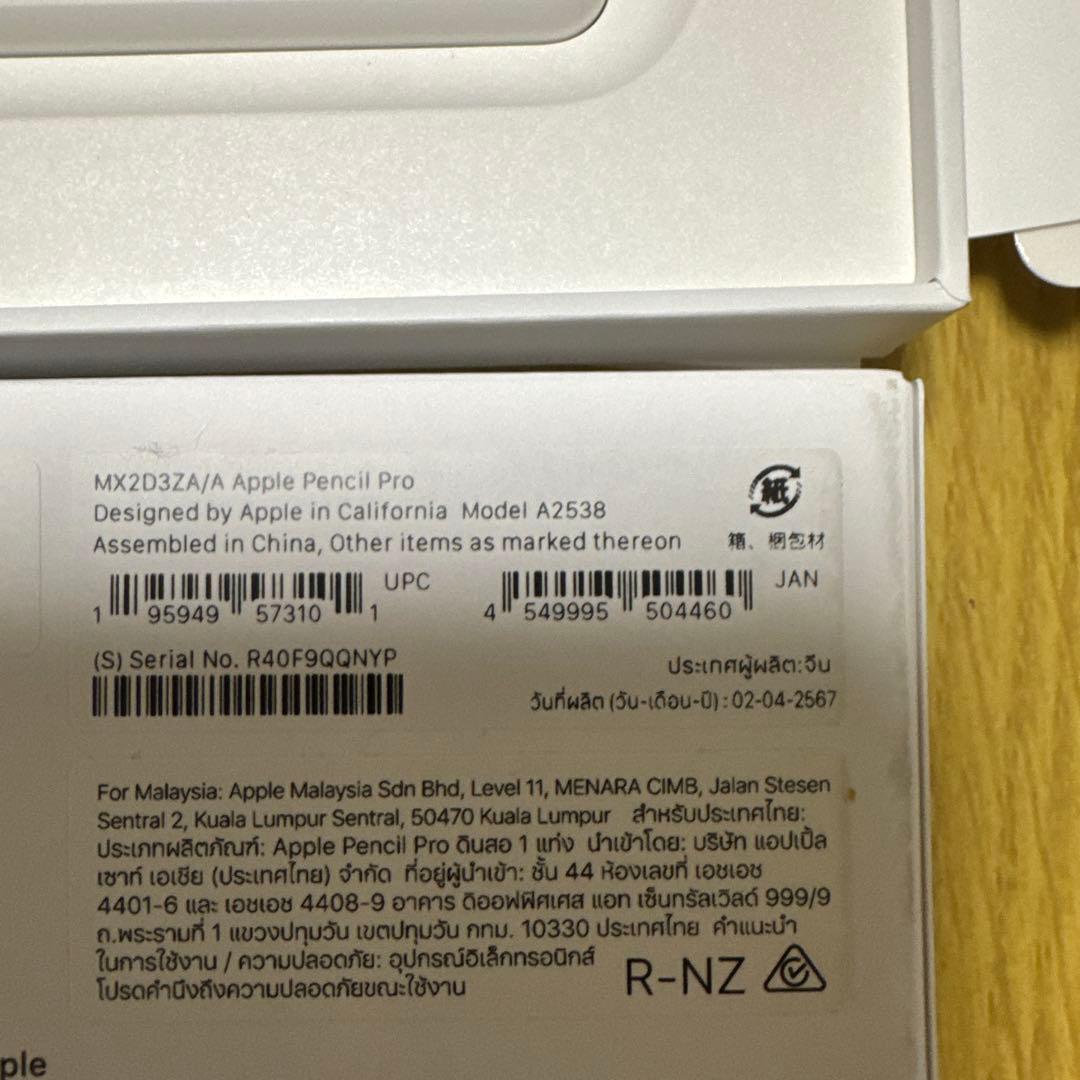 MX2D3ZA/A Apple Pencil Pro
Designed by Apple in California Model A2538
Assembled in China, Other items as marked thereon
紙
箱、梱包材
UPC
1 95949 57310 1
JAN
4 549995 504460
(S) Serial No. R40F9QQNYP
ประเทศผู้ผลิต:จีน
วันที่ผลิต (วัน-เดือน-ปี) : 02-04-2567
For Malaysia: Apple Malaysia Sdn Bhd, Level 11, MENARA CIMB, Jalan Stesen
Sentral 2, Kuala Lumpur Sentral, 50470 Kuala Lumpur สำหรับประเทศไทย:
ประเภทผลิตภัณฑ์: Apple Pencil Pro ดินสอ 1 แท่ง นำเข้าโดย: บริษัท แอปเปิ้ล
เซาท์ เอเชีย (ประเทศไทย) จำกัด ที่อยู่ผู้นำเข้า: ชั้น 44 ห้องเลขที่ เอชเอช
4401-6 และ เอชเอช 4408-9 อาคาร ดิออฟฟิศเศส แอท เซ็นทรัลเวิลด์ 999/9
ถ.พระรามที่ 1 แขวงปทุมวัน เขตปทุมวัน กทม. 10330 ประเทศไทย คำแนะนำ
ในการใช้งาน / ความปลอดภัย: อุปกรณ์อิเล็กทรอนิกส์
โปรดคำนึงถึงความปลอดภัยขณะใช้งาน
R-NZ
ple